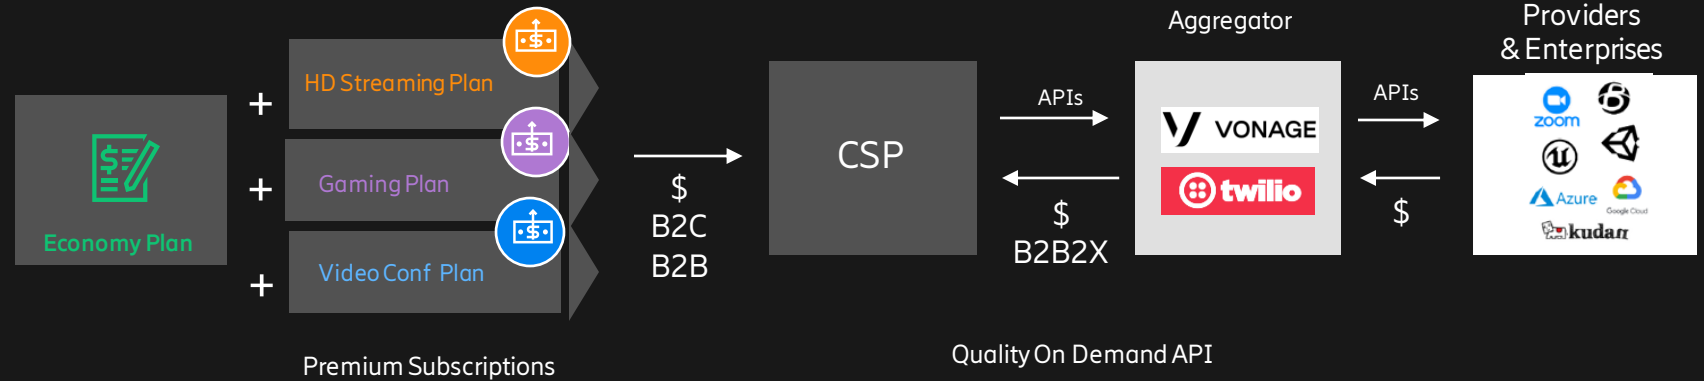 Economy Plan
+
+
+
HD Streaming Plan
$
Gaming Plan
$
Video Conf Plan
$
Premium Subscriptions
$
B2C
B2B
CSP
APIs
$
B2B2X
Aggregator
VONAGE
twilio
Quality On Demand API
APIs
$
Providers
& Enterprises
zoom
Azure
Google Cloud
kudan